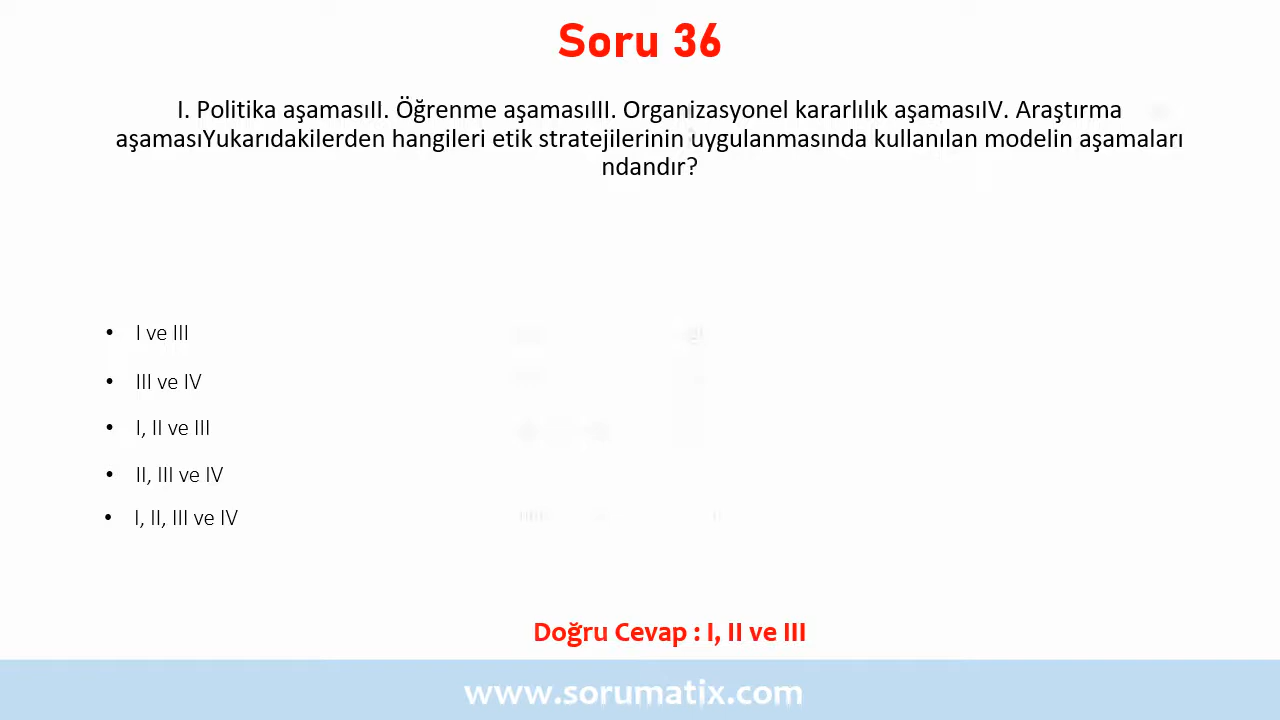 Soru 36
I. Politika aşamasıII. Öğrenme aşamasıIII. Organizasyonel kararlılık aşamasıIV. Araştırma
aşamasıYukarıdakilerden hangileri etik stratejilerinin uygulanmasında kullanılan modelin aşamaları
ndandır?
• I ve III
• III ve IV
• I, II ve III
• II, III ve IV
• I, II, III ve IV
Doğru Cevap : I, II ve III
www.sorumatix.com